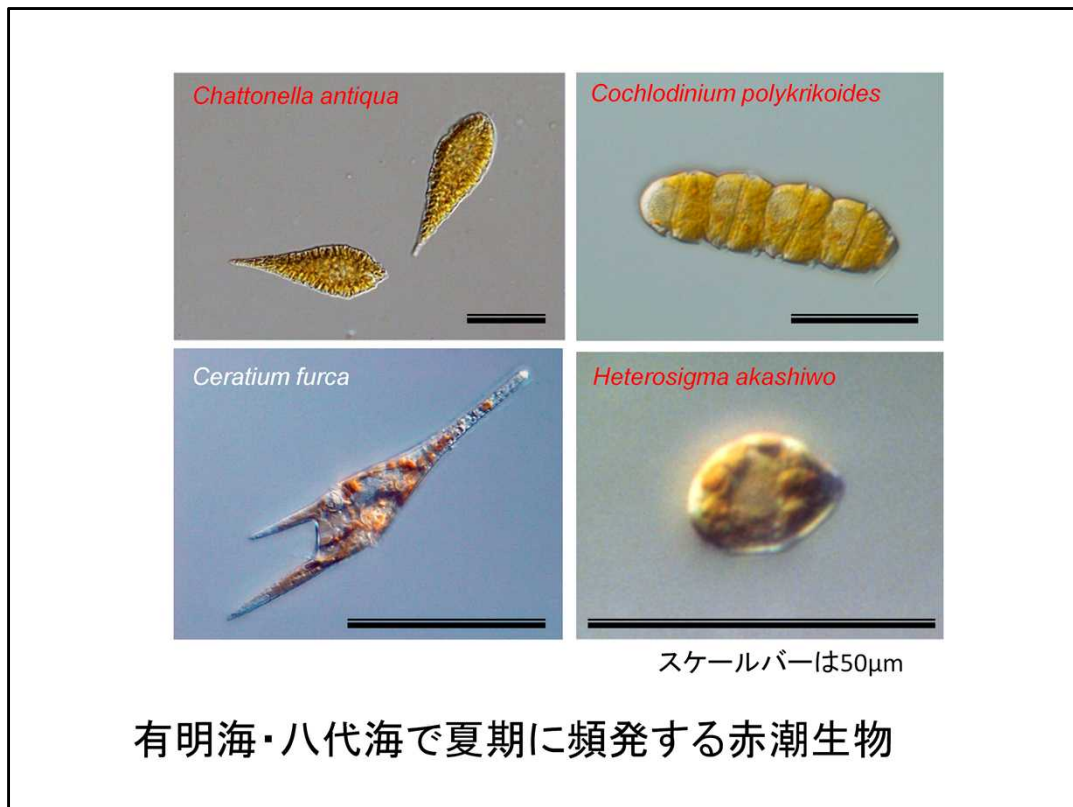 Chattonella antiqua
Cochlodinium polykrikoides
Ceratium furca
Heterosigma akashiwo
スケールバーは50μm
有明海・八代海で夏期に頻発する赤潮生物